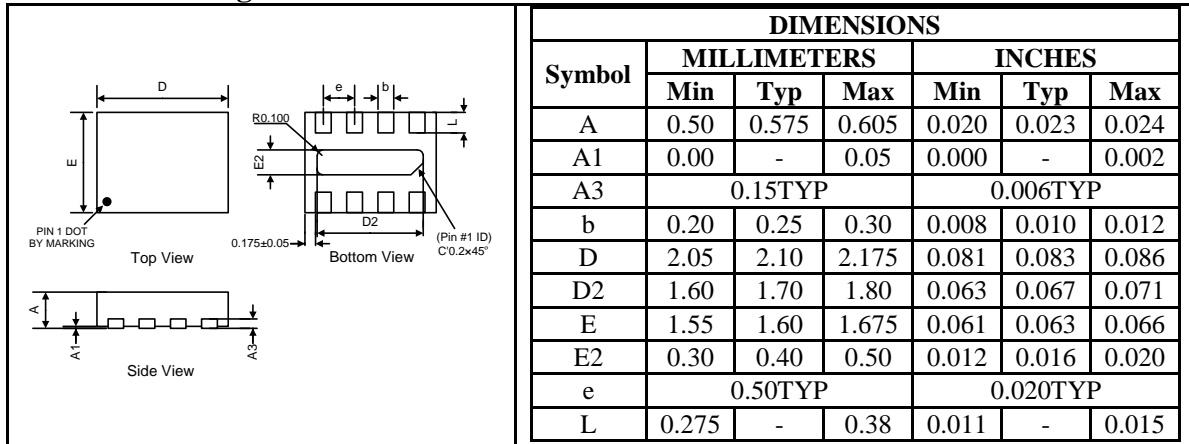 D
E
PIN 1 DOT
BY MARKING
Top View
e
b
L
R0.100
E2
D2
0.175±0.05
(Pin #1 ID)
C'0.2×45°
Bottom View
A
A1
A3
Side View
DIMENSIONS
Symbol MILLIMETERS INCHES
Min Typ Max Min Typ Max
A 0.50 0.575 0.605 0.020 0.023 0.024
A1 0.00 - 0.05 0.000 - 0.002
A3 0.15TYP 0.006TYP
b 0.20 0.25 0.30 0.008 0.010 0.012
D 2.05 2.10 2.175 0.081 0.083 0.086
D2 1.60 1.70 1.80 0.063 0.067 0.071
E 1.55 1.60 1.675 0.061 0.063 0.066
E2 0.30 0.40 0.50 0.012 0.016 0.020
e 0.50TYP 0.020TYP
L 0.275 - 0.38 0.011 - 0.015